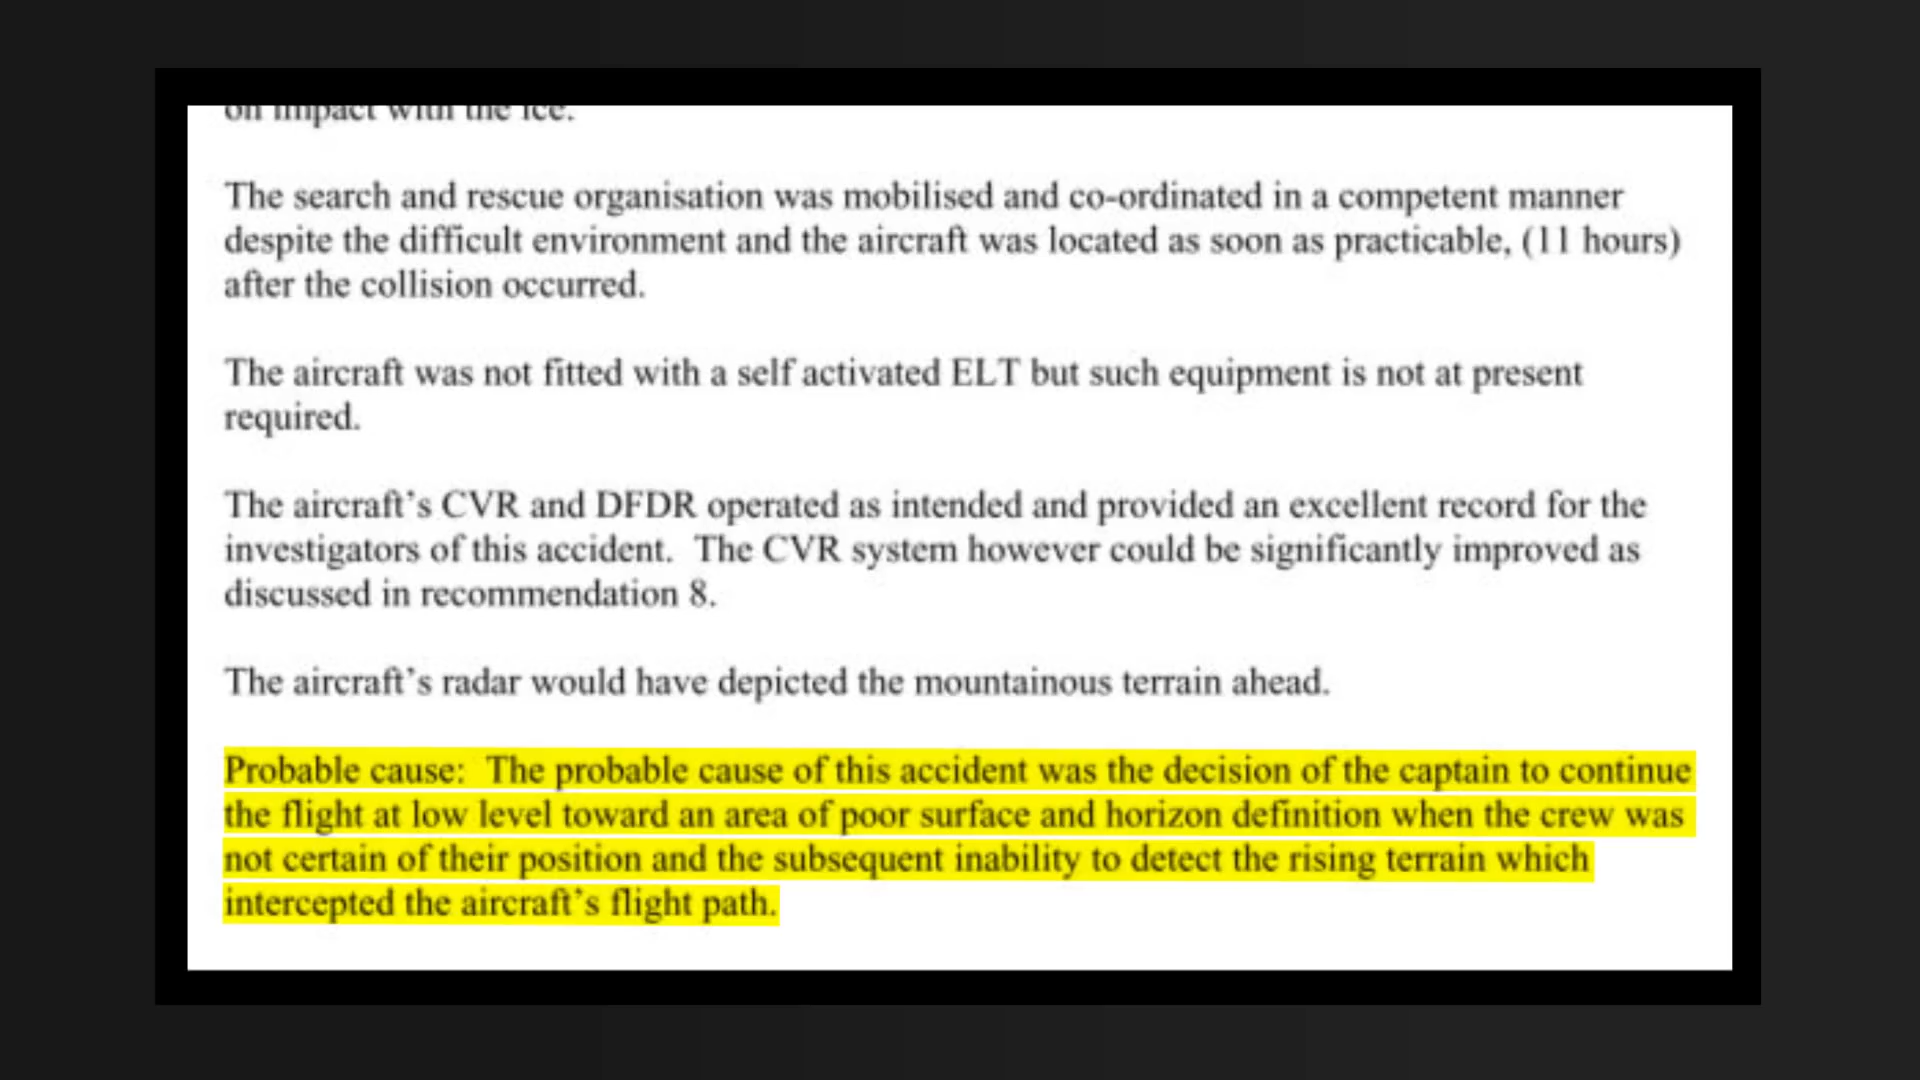 on impact with the ice.
The search and rescue organisation was mobilised and co-ordinated in a competent manner
despite the difficult environment and the aircraft was located as soon as practicable, (11 hours)
after the collision occurred.
The aircraft was not fitted with a self activated ELT but such equipment is not at present
required.
The aircraft's CVR and DFDR operated as intended and provided an excellent record for the
investigators of this accident.  The CVR system however could be significantly improved as
discussed in recommendation 8.
The aircraft's radar would have depicted the mountainous terrain ahead.
Probable cause:  The probable cause of this accident was the decision of the captain to continue
the flight at low level toward an area of poor surface and horizon definition when the crew was
not certain of their position and the subsequent inability to detect the rising terrain which
intercepted the aircraft's flight path.